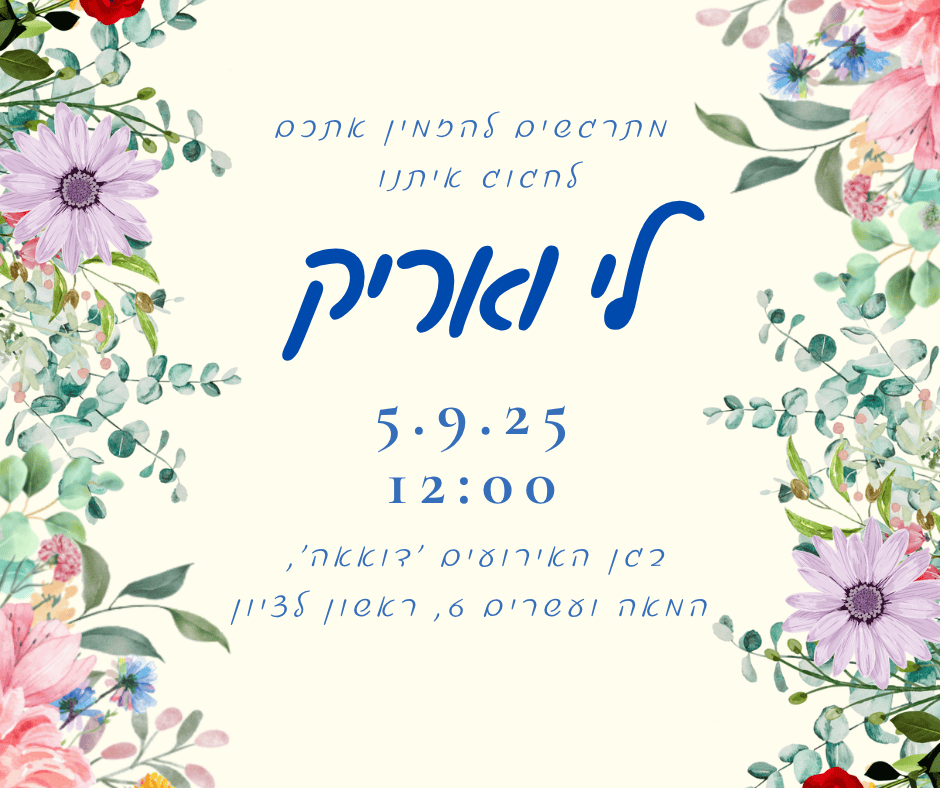 מתרגשים להזמין אתכם
לחגוג איתנו
לי ואריק
5.9.25
12:00
בגן האירועים 'דוואה',
המאה ועשרים 6, ראשון לציון